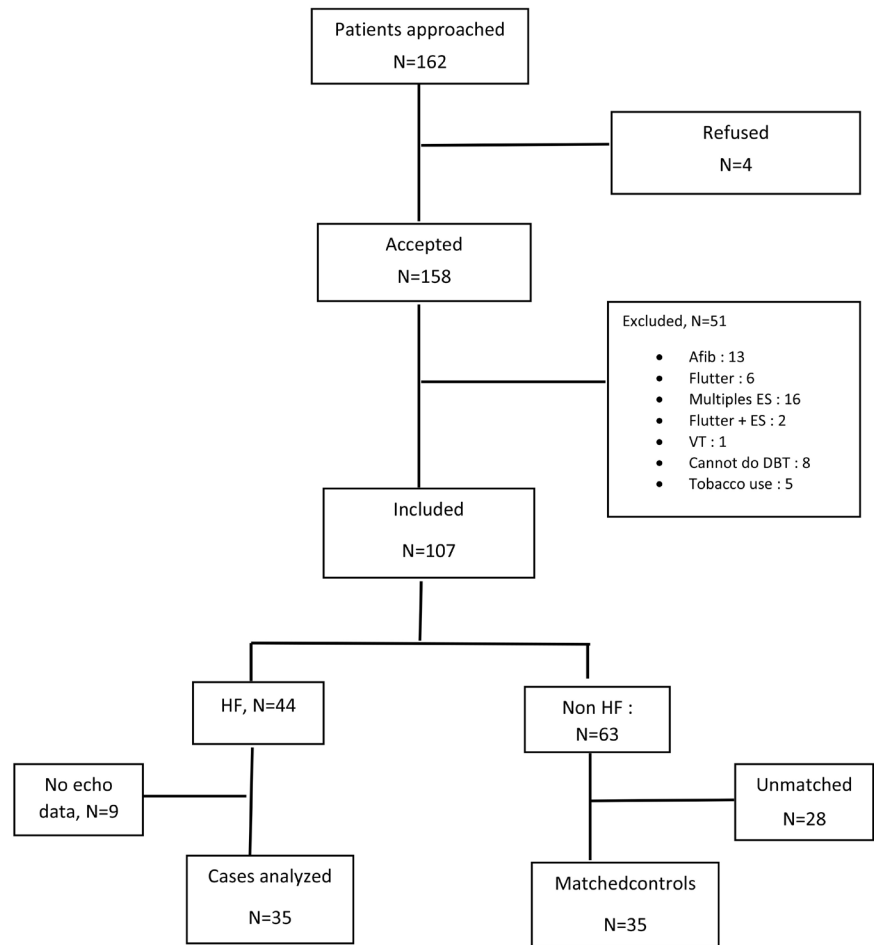 Patients approached
N=162
Refused
N=4
Accepted
N=158
Excluded, N=51
• Afib : 13
• Flutter : 6
• Multiples ES : 16
• Flutter + ES : 2
• VT : 1
• Cannot do DBT : 8
• Tobacco use : 5
Included
N=107
HF, N=44
Non HF :
N=63
No echo
data, N=9
Unmatched
N=28
Cases analyzed
N=35
Matchedcontrols
N=35